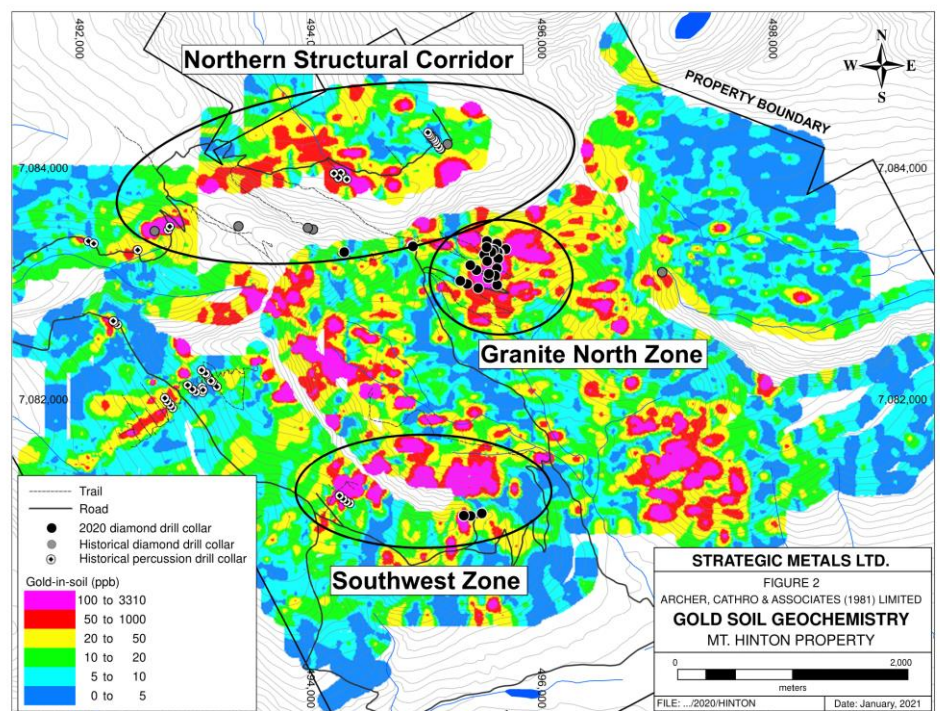 492,000
494,000
496,000
498,000
Northern Structural Corridor
N
W E
S
PROPERTY BOUNDARY
7,084,000
7,084,000
Granite North Zone
7,082,000
7,082,000
Southwest Zone
494,000
496,000
Trail
Road
2020 diamond drill collar
Historical diamond drill collar
Historical percussion drill collar
Gold-in-soil (ppb)
100 to 3310
50 to 1000
20 to 50
10 to 20
5 to 10
0 to 5
STRATEGIC METALS LTD.
FIGURE 2
ARCHER, CATHRO & ASSOCIATES (1981) LIMITED
GOLD SOIL GEOCHEMISTRY
MT. HINTON PROPERTY
0 2,000
meters
FILE: .../2020/HINTON Date: January, 2021